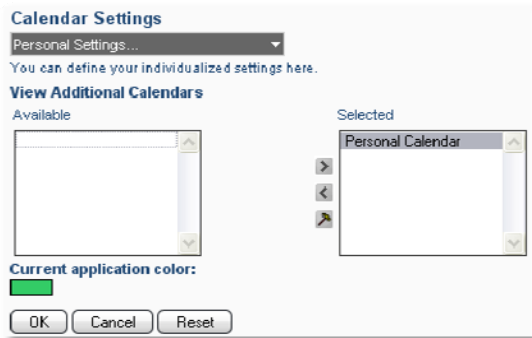 Calendar Settings
Personal Settings...
You can define your individualized settings here.
View Additional Calendars
Available
Selected
Personal Calendar
Current application color:
OK
Cancel
Reset